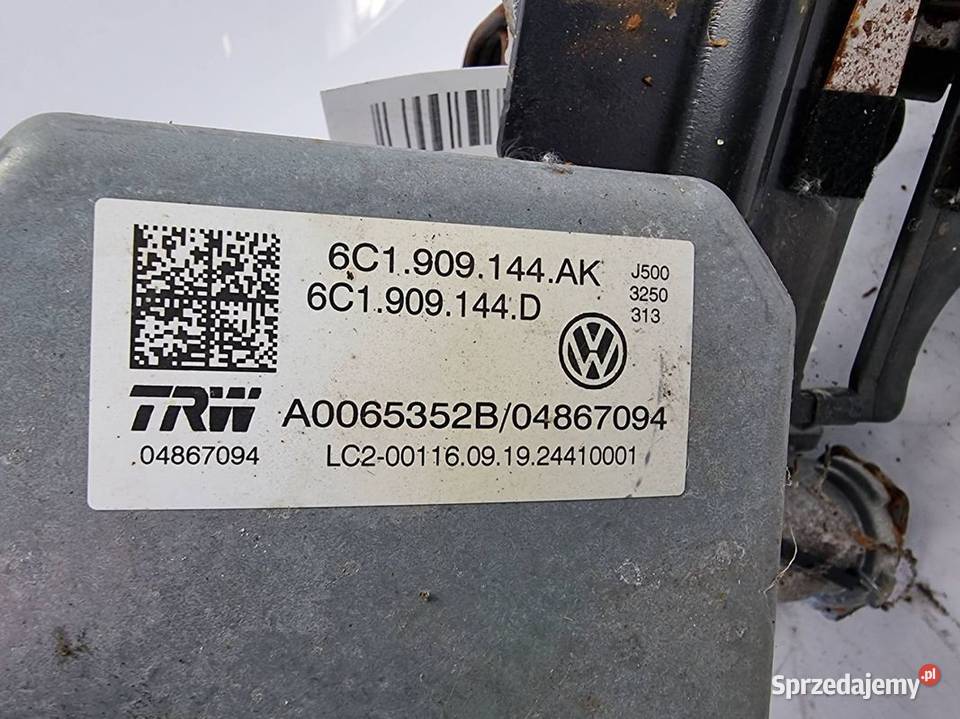 6C1.909.144.AK
6C1.909.144.D
J500
3250
313
TRW
A0065352B/04867094
04867094
LC2-00116.09.19.24410001
Sprzedajemy.pl